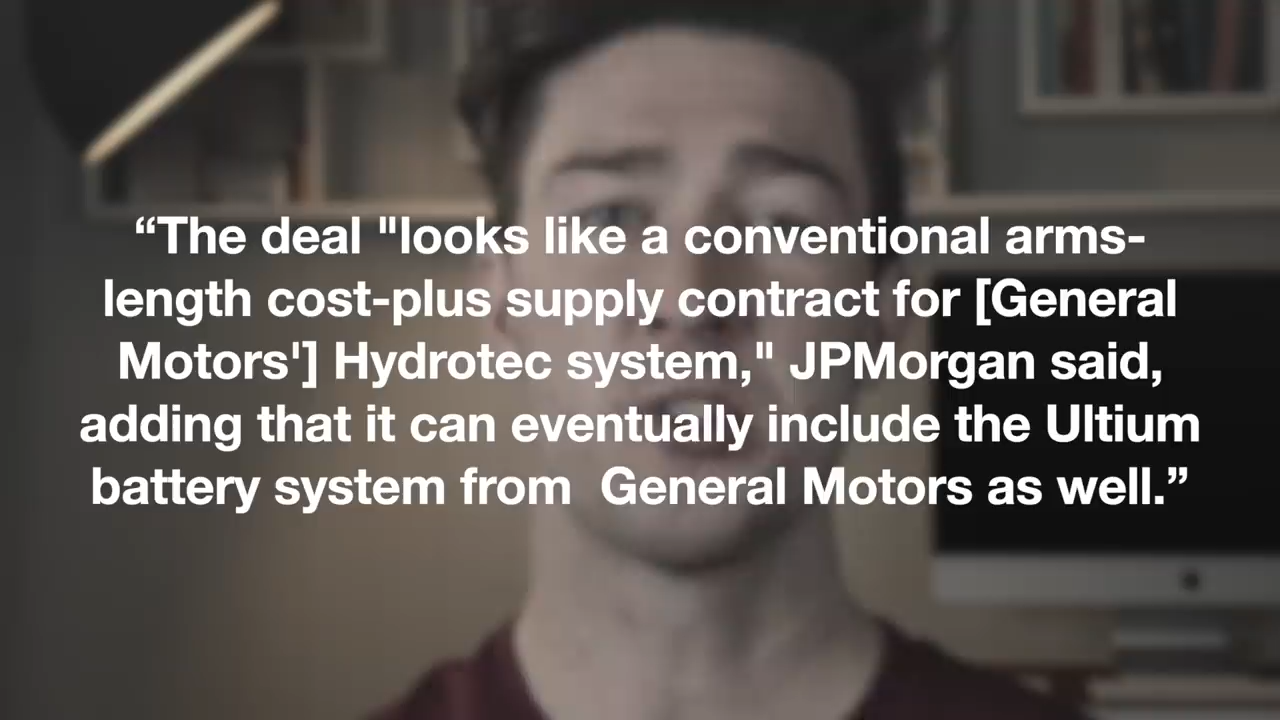 “The deal "looks like a conventional arms-
length cost-plus supply contract for [General
Motors'] Hydrotec system," JPMorgan said,
adding that it can eventually include the Ultium
battery system from  General Motors as well.”